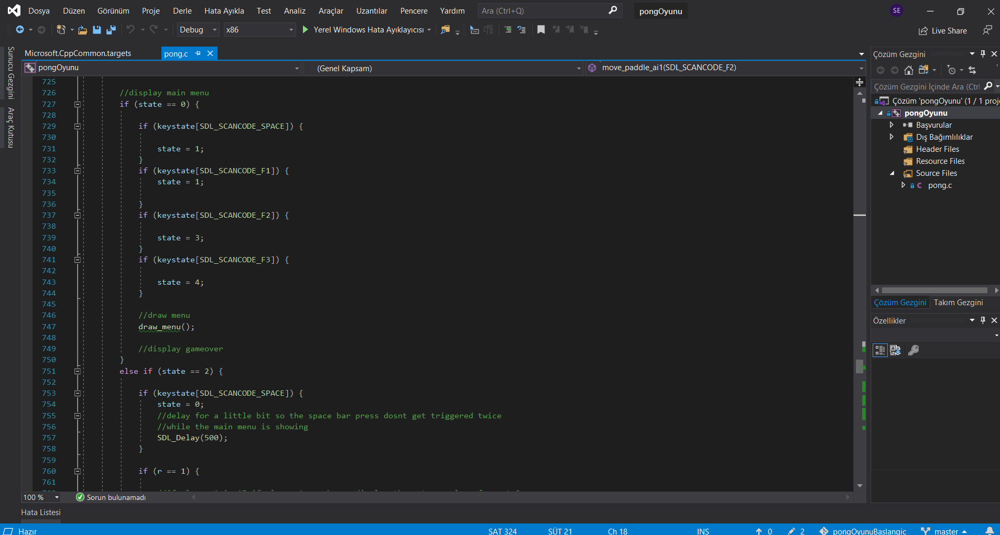 Dosya Düzen Görünüm Proje Derle Hata Ayıkla Test Analiz Araçlar Uzantılar Pencere Yardım Ara (Ctrl+Q) pongOyunu SE
Debug x86 Yerel Windows Hata Ayıklayıcısı Live Share
Sunucu Gezgini
Araç Kutusu
Microsoft.CppCommon.targets pong.c
pongOyunu (Genel Kapsam) move_paddle_ai1(SDL_SCANCODE_F2)
725
726 //display main menu
727 if (state == 0) {
728
729 if (keystate[SDL_SCANCODE_SPACE]) {
730
731 state = 1;
732 }
733 if (keystate[SDL_SCANCODE_F1]) {
734 state = 1;
735
736 }
737 if (keystate[SDL_SCANCODE_F2]) {
738
739 state = 3;
740 }
741 if (keystate[SDL_SCANCODE_F3]) {
742
743 state = 4;
744 }
745
746 //draw menu
747 draw_menu();
748
749 //display gameover
750 }
751 else if (state == 2) {
752
753 if (keystate[SDL_SCANCODE_SPACE]) {
754 state = 0;
755 //delay for a little bit so the space bar press dosnt get triggered twice
756 //while the main menu is showing
757 SDL_Delay(500);
758 }
759
760 if (r == 1) {
761
100 % Sorun bulunamadı
Hata Listesi
Çözüm Gezgini
Çözüm Gezgini İçinde Ara (Ctrl
Çözüm 'pongOyunu' (1 / 1 proje
pongOyunu
Başvurular
Dış Bağımlılıklar
Header Files
Resource Files
Source Files
pong.c
Çözüm Gezgini Takım Gezgini
Özellikler
Hazır SAT 324 SÜT 21 Ch 18 INS 0 2 pongOyunuBaslangic master